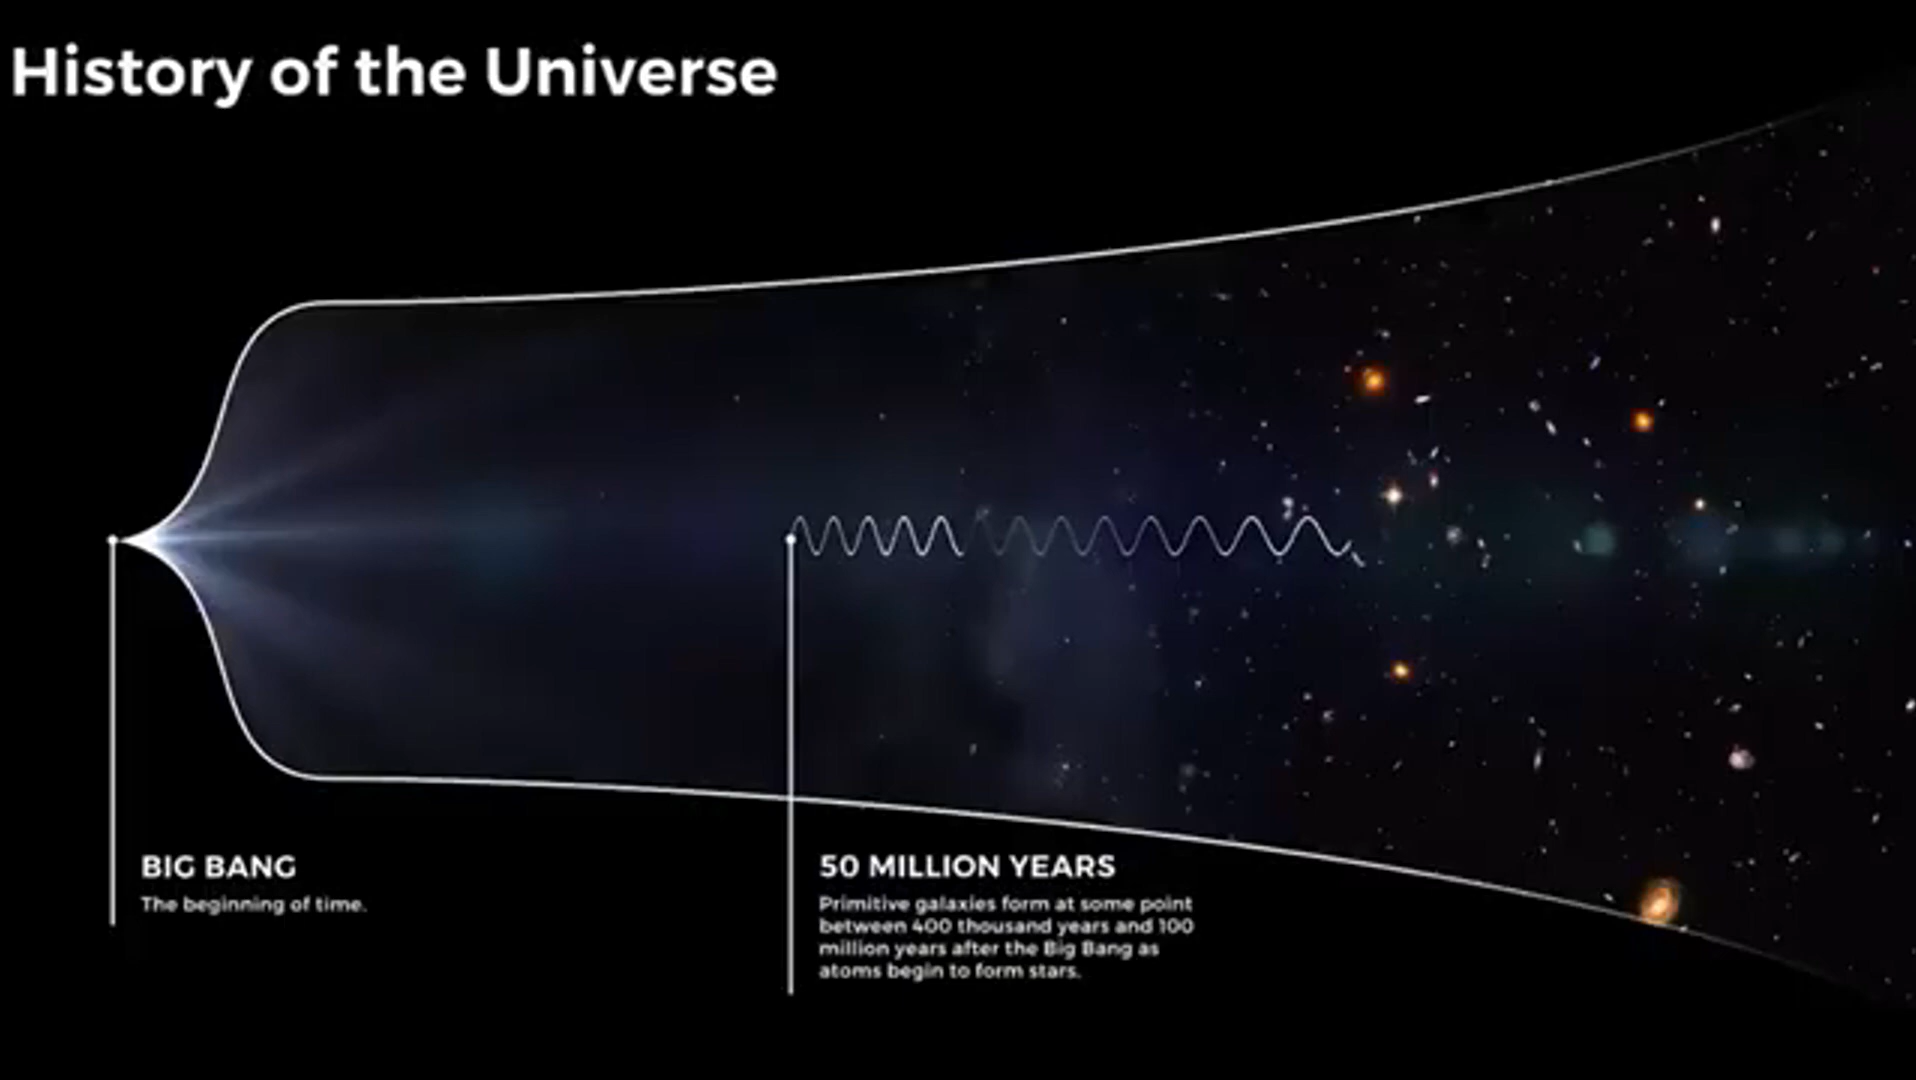 History of the Universe
BIG BANG
The beginning of time.
50 MILLION YEARS
Primitive galaxies form at some point
between 400 thousand years and 100
million years after the Big Bang as
atoms begin to form stars.